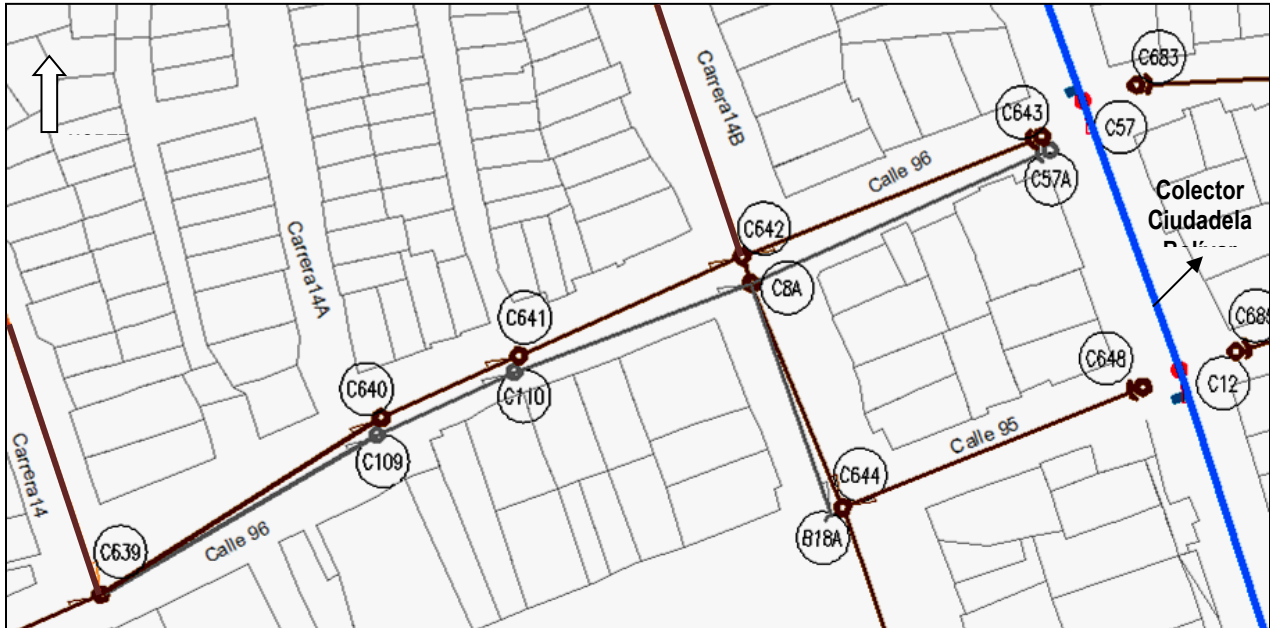 C683
C643
C57
Carrera14B
Calle 96
C57A
Colector
Ciudadela
C642
C8A
Carrera14A
C641
C689
C648
C12
C640
C110
Calle 95
Carrera14
C109
C644
Calle 96
B18A
C639